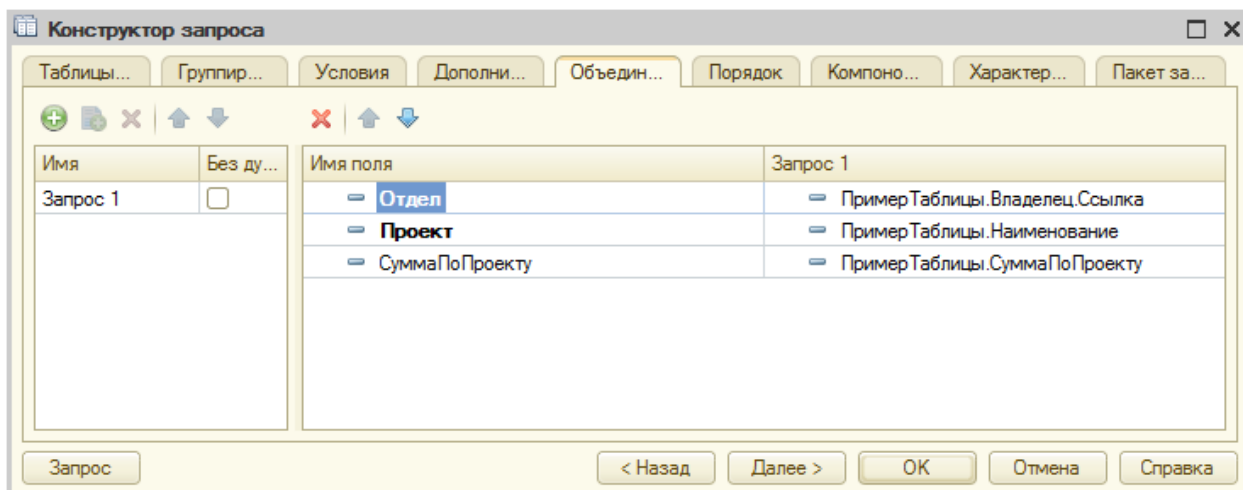 Конструктор запроса
Таблицы... Группир... Условия Дополни... Объедин... Порядок Компоно... Характер... Пакет за...
Имя Без ду... Имя поля Запрос 1
Запрос 1 Отдел ПримерТаблицы.Владелец.Ссылка
Проект ПримерТаблицы.Наименование
СуммаПоПроекту ПримерТаблицы.СуммаПоПроекту
Запрос < Назад Далее > ОК Отмена Справка